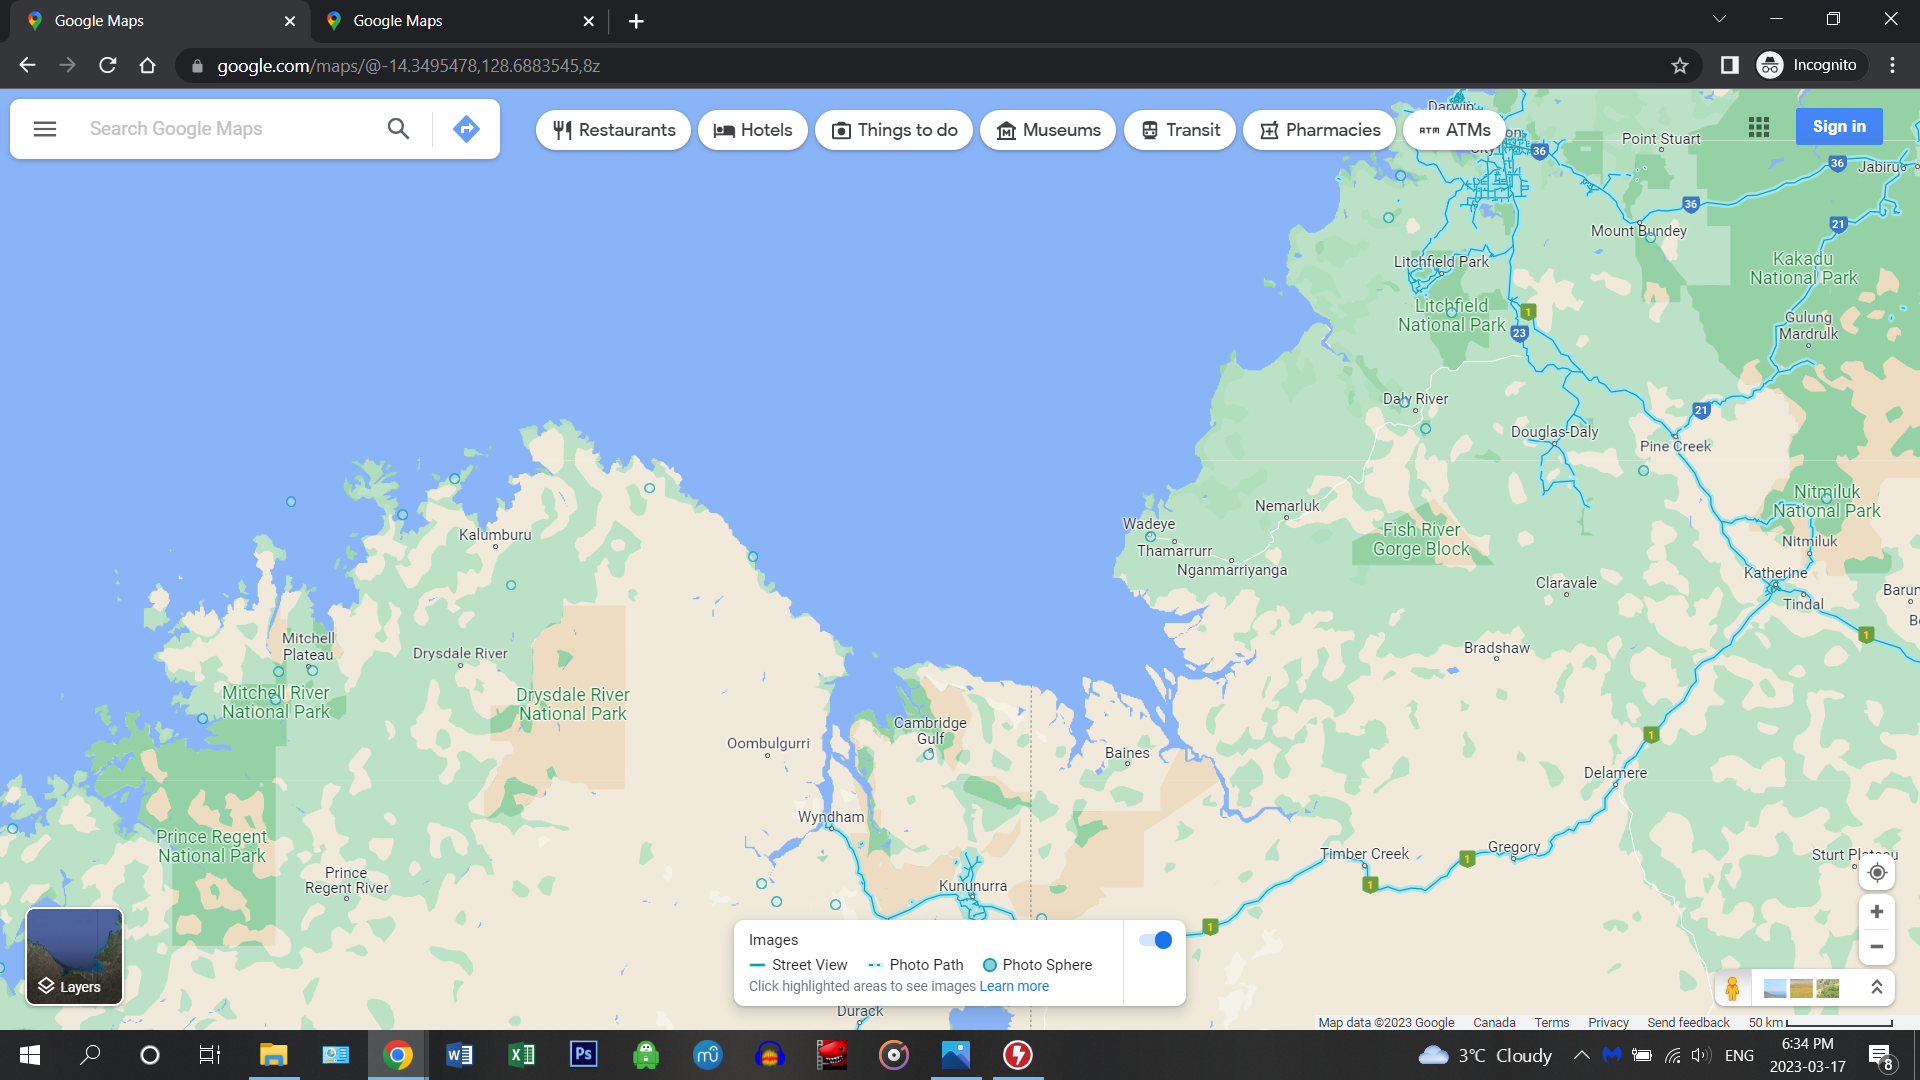 Google Maps
Google Maps
google.com/maps/@-14.3495478,128.6883545,8z
Incognito
Search Google Maps
Restaurants
Hotels
Things to do
Museums
Transit
Pharmacies
ATM ATMs
Sign in
Darwin
City
36
Point Stuart
36
Jabiru
36
21
Mount Bundey
Litchfield Park
Kakadu
National Park
Litchfield
National Park
1
23
Gulung
Mardrulk
Daly River
21
Douglas-Daly
Pine Creek
Nitmiluk
National Park
Nemarluk
Wadeye
Fish River
Gorge Block
Kalumburu
Thamarrurr
Nitmiluk
Nganmarriyanga
Katherine
Claravale
Tindal
1
Mitchell
Plateau
Drysdale River
Bradshaw
Mitchell River
National Park
Drysdale River
National Park
Cambridge
Gulf
1
Oombulgurri
Baines
Delamere
Wyndham
Prince Regent
National Park
Timber Creek
1
Gregory
Sturt Plateau
Prince
Regent River
Kununurra
1
1
Images
Street View
Photo Path
Photo Sphere
Click highlighted areas to see images Learn more
Layers
Durack
Map data ©2023 Google
Canada
Terms
Privacy
Send feedback
50 km
3°C Cloudy
ENG
6:34 PM
2023-03-17
8